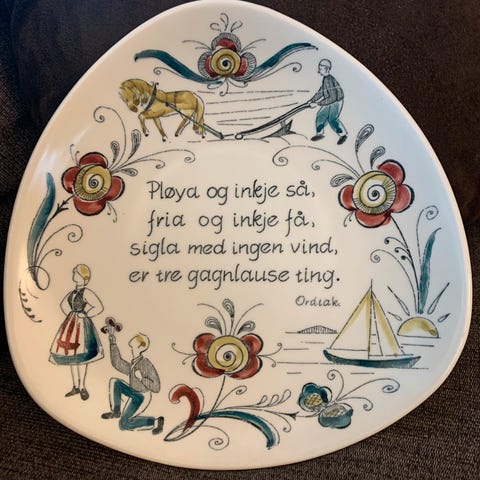 Pløya og inkje så,
fria og inkje få,
sigla med ingen vind,
er tre gagnlause ting.
Ordtak.